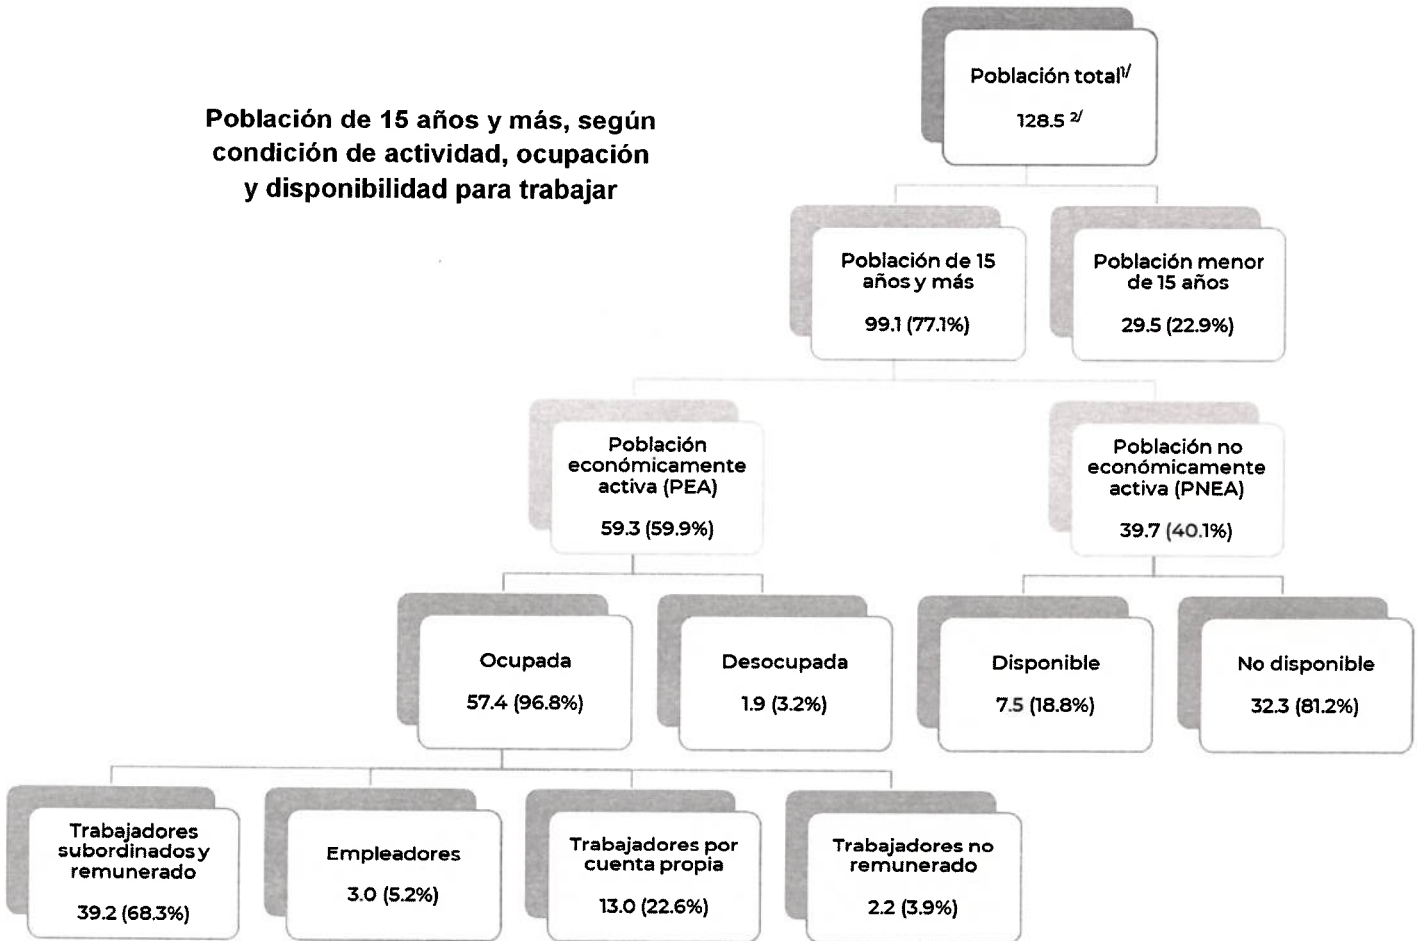 Población de 15 años y más, según
condición de actividad, ocupación
y disponibilidad para trabajar
Población total1/
128.5 2/
Población de 15
años y más
99.1 (77.1%)
Población menor
de 15 años
29.5 (22.9%)
Población
económicamente
activa (PEA)
59.3 (59.9%)
Población no
económicamente
activa (PNEA)
39.7 (40.1%)
Ocupada
57.4 (96.8%)
Desocupada
1.9 (3.2%)
Disponible
7.5 (18.8%)
No disponible
32.3 (81.2%)
Trabajadores
subordinados y
remunerado
39.2 (68.3%)
Empleadores
3.0 (5.2%)
Trabajadores por
cuenta propia
13.0 (22.6%)
Trabajadores no
remunerado
2.2 (3.9%)